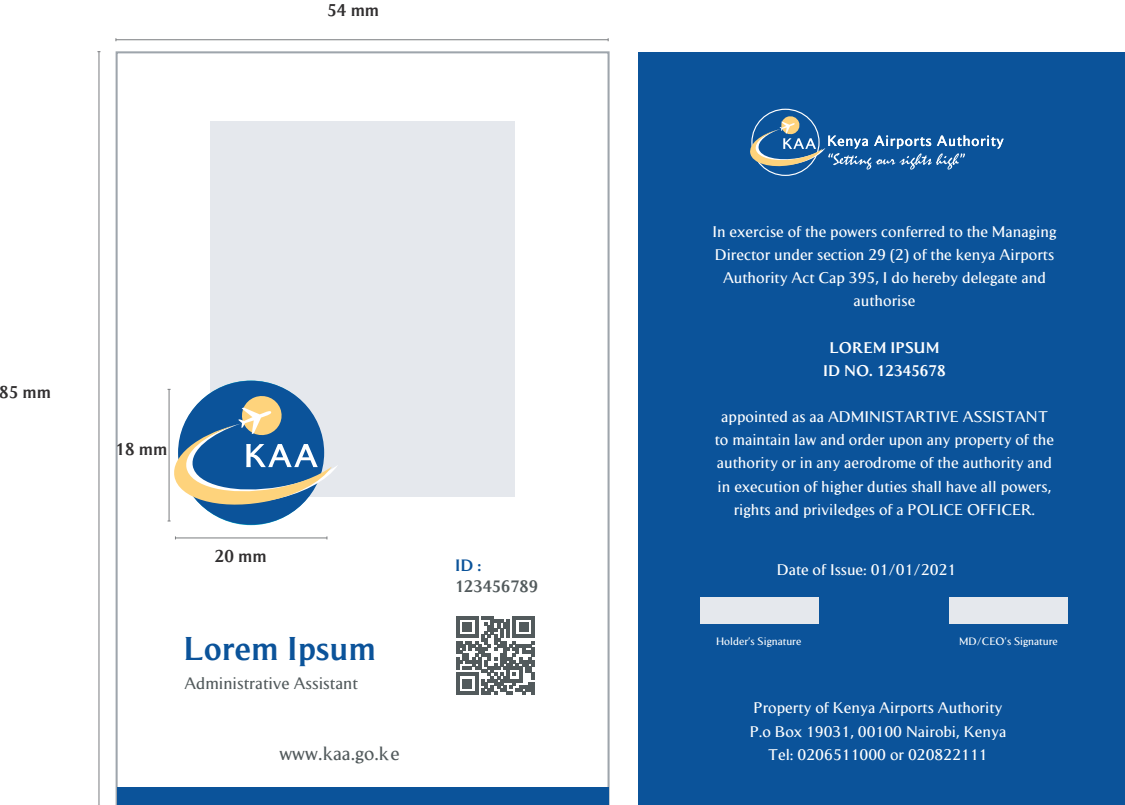 54 mm
85 mm
18 mm
KAA
20 mm
ID :
123456789
Lorem Ipsum
Administrative Assistant
www.kaa.go.ke
KAA
Kenya Airports Authority
"Setting our sights high"
In exercise of the powers conferred to the Managing
Director under section 29 (2) of the kenya Airports
Authority Act Cap 395, I do hereby delegate and
authorise
LOREM IPSUM
ID NO. 12345678
appointed as aa ADMINISTARTIVE ASSISTANT
to maintain law and order upon any property of the
authority or in any aerodrome of the authority and
in execution of higher duties shall have all powers,
rights and priviledges of a POLICE OFFICER.
Date of Issue: 01/01/2021
Holder's Signature
MD/CEO's Signature
Property of Kenya Airports Authority
P.o Box 19031, 00100 Nairobi, Kenya
Tel: 0206511000 or 020822111